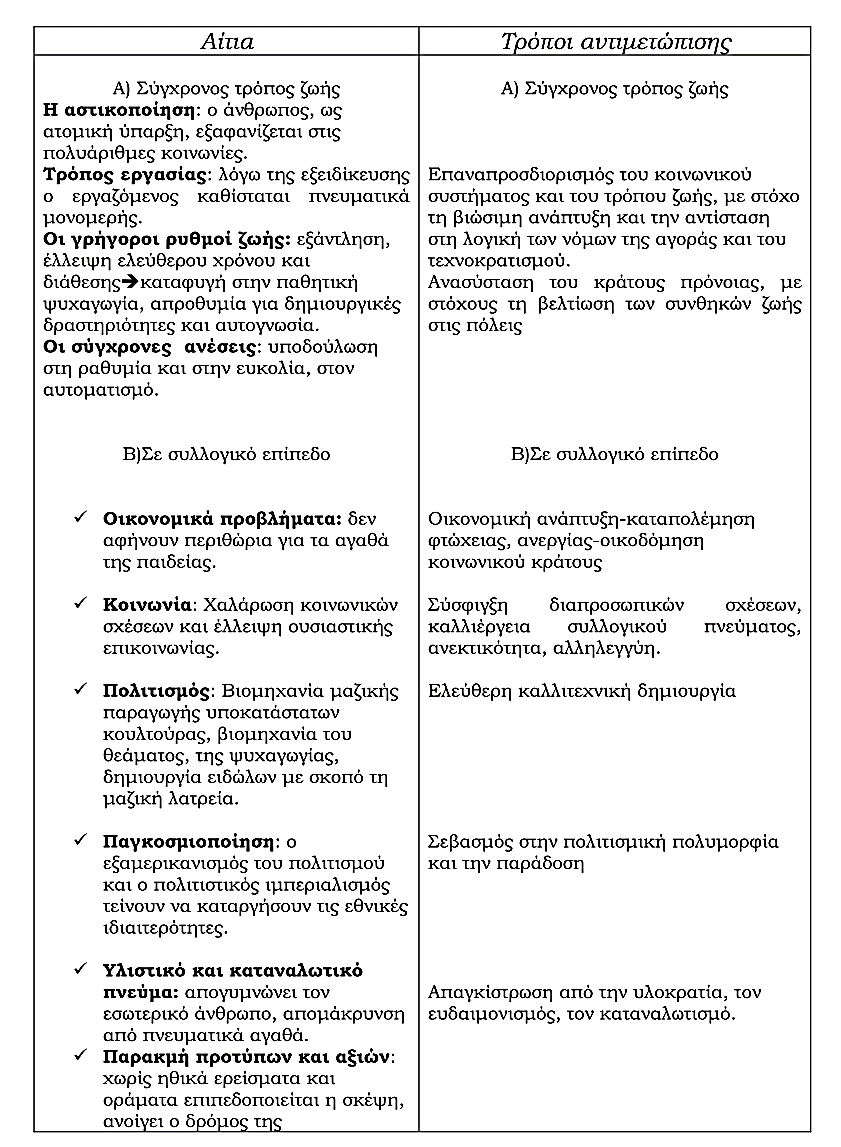 Αίτια
Τρόποι αντιμετώπισης
Α) Σύγχρονος τρόπος ζωής
Η αστικοποίηση: ο άνθρωπος, ως
ατομική ύπαρξη, εξαφανίζεται στις
πολυάριθμες κοινωνίες.
Τρόπος εργασίας: λόγω της εξειδίκευσης
ο εργαζόμενος καθίσταται πνευματικά
μονομερής.
Οι γρήγοροι ρυθμοί ζωής: εξάντληση,
έλλειψη ελεύθερου χρόνου και
διάθεσης➔καταφυγή στην παθητική
ψυχαγωγία, απροθυμία για δημιουργικές
δραστηριότητες και αυτογνωσία.
Οι σύγχρονες  ανέσεις: υποδούλωση
στη ραθυμία και στην ευκολία, στον
αυτοματισμό.
Α) Σύγχρονος τρόπος ζωής
Επαναπροσδιορισμός του κοινωνικού
συστήματος και του τρόπου ζωής, με στόχο
τη βιώσιμη ανάπτυξη και την αντίσταση
στη λογική των νόμων της αγοράς και του
τεχνοκρατισμού.
Ανασύσταση του κράτους πρόνοιας, με
στόχους τη βελτίωση των συνθηκών ζωής
στις πόλεις
Β)Σε συλλογικό επίπεδο
Β)Σε συλλογικό επίπεδο
✓ Οικονομικά προβλήματα: δεν
αφήνουν περιθώρια για τα αγαθά
της παιδείας.
Οικονομική ανάπτυξη-καταπολέμηση
φτώχειας, ανεργίας-οικοδόμηση
κοινωνικού κράτους
✓ Κοινωνία: Χαλάρωση κοινωνικών
σχέσεων και έλλειψη ουσιαστικής
επικοινωνίας.
Σύσφιγξη διαπροσωπικών σχέσεων,
καλλιέργεια συλλογικού πνεύματος,
ανεκτικότητα, αλληλεγγύη.
✓ Πολιτισμός: Βιομηχανία μαζικής
παραγωγής υποκατάστατων
κουλτούρας, βιομηχανία του
θεάματος, της ψυχαγωγίας,
δημιουργία ειδώλων με σκοπό τη
μαζική λατρεία.
Ελεύθερη καλλιτεχνική δημιουργία
✓ Παγκοσμιοποίηση: ο
εξαμερικανισμός του πολιτισμού
και ο πολιτιστικός ιμπεριαλισμός
τείνουν να καταργήσουν τις εθνικές
ιδιαιτερότητες.
Σεβασμός στην πολιτισμική πολυμορφία
και την παράδοση
✓ Υλιστικό και καταναλωτικό
πνεύμα: απογυμνώνει τον
εσωτερικό άνθρωπο, απομάκρυνση
από πνευματικά αγαθά.
Απαγκίστρωση από την υλοκρατία, τον
ευδαιμονισμός, τον καταναλωτισμό.
✓ Παρακμή προτύπων και αξιών:
χωρίς ηθικά ερείσματα και
οράματα επιπεδοποιείται η σκέψη,
ανοίγει ο δρόμος της